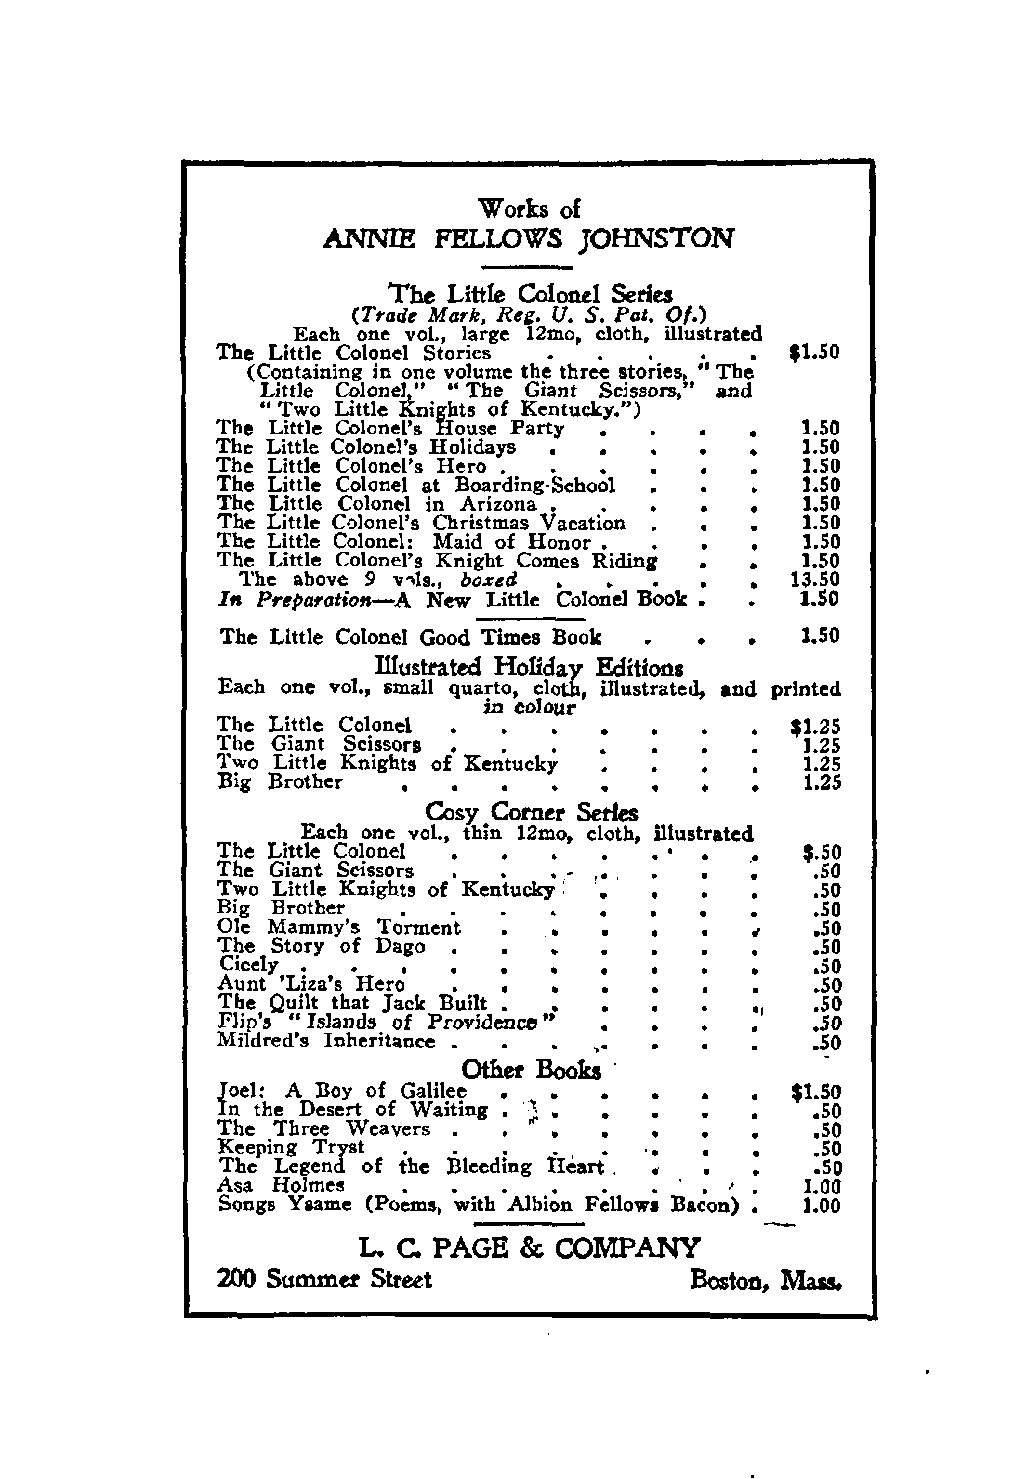 Works of
ANNIE FELLOWS JOHNSTON
The Little Colonel Series
(Trade Mark, Reg. U. S. Pat. Of.)
Each one vol., large 12mo, cloth, illustrated
The Little Colonel Stories . . . . . $1.50
(Containing in one volume the three stories, "The
Little Colonel," "The Giant Scissors," and
"Two Little Knights of Kentucky.")
The Little Colonel's House Party . . . . 1.50
The Little Colonel's Holidays . . . . . 1.50
The Little Colonel's Hero . . . . . . 1.50
The Little Colonel at Boarding-School . . . 1.50
The Little Colonel in Arizona . . . . . 1.50
The Little Colonel's Christmas Vacation . . . 1.50
The Little Colonel: Maid of Honor . . . . 1.50
The Little Colonel's Knight Comes Riding . . 1.50
The above 9 vols., boxed . . . . . 13.50
In Preparation—A New Little Colonel Book . . 1.50
The Little Colonel Good Times Book . . . 1.50
Illustrated Holiday Editions
Each one vol., small quarto, cloth, illustrated, and printed
in colour
The Little Colonel . . . . . . . $1.25
The Giant Scissors . . . . . . . 1.25
Two Little Knights of Kentucky . . . . 1.25
Big Brother . . . . . . . . 1.25
Cosy Corner Series
Each one vol., thin 12mo, cloth, illustrated
The Little Colonel . . . . . . . $.50
The Giant Scissors . . . . . . . .50
Two Little Knights of Kentucky . . . . .50
Big Brother . . . . . . . . .50
Ole Mammy's Torment . . . . . . .50
The Story of Dago . . . . . . . .50
Cicely . . . . . . . . . . .50
Aunt 'Liza's Hero . . . . . . . .50
The Quilt that Jack Built . . . . . . .50
Flip's "Islands of Providence" . . . . .50
Mildred's Inheritance . . . . . . . .50
Other Books
Joel: A Boy of Galilee . . . . . . $1.50
In the Desert of Waiting . . . . . . .50
The Three Weavers . . . . . . . .50
Keeping Tryst . . . . . . . . .50
The Legend of the Bleeding Heart . . . . .50
Asa Holmes . . . . . . . . 1.00
Songs Ysame (Poems, with Albion Fellows Bacon) . 1.00
L. C. PAGE & COMPANY
200 Summer Street Boston, Mass.